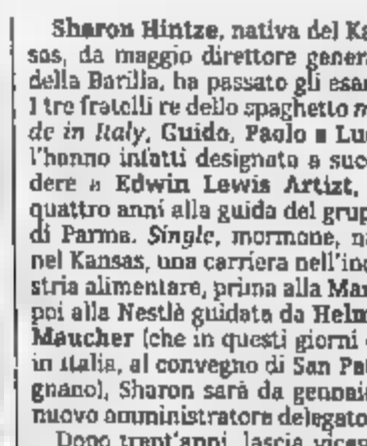 Sharon Hintze, nativa del Ka
sas, da maggio direttore gener
della Barilla, ha passato gli esar
I tre fratelli re dello spaghetto m
de in Italy, Guido, Paolo e Lu
l'hanno infatti designata a succ
dere a Edwin Lewis Artizt,
quattro anni alla guida del grup
di Parma. Single, mormone, na
nel Kansas, una carriera nell'ind
stria alimentare, prima alla Mar
poi alla Nestlè guidata da Helm
Maucher (che in questi giorni
in Italia, al convegno di San Pat
gnano), Sharon sarà da gennai
nuovo amministratore delegato
Dopo trent'anni, lascia